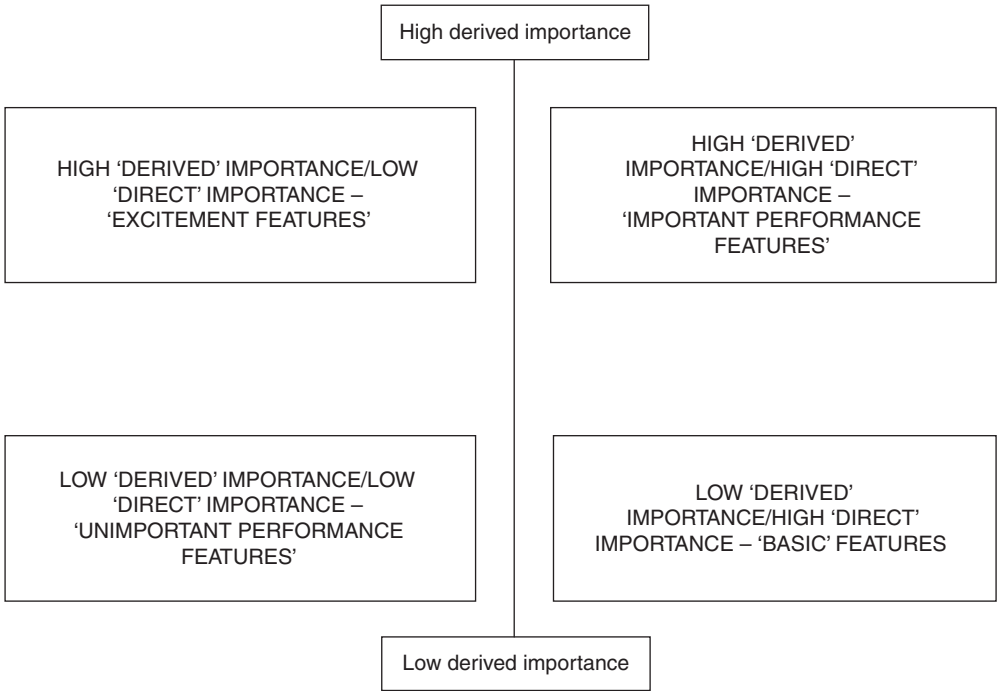 High derived importance
HIGH ‘DERIVED’ IMPORTANCE/LOW
‘DIRECT’ IMPORTANCE –
‘EXCITEMENT FEATURES’
HIGH ‘DERIVED’
IMPORTANCE/HIGH ‘DIRECT’
IMPORTANCE –
‘IMPORTANT PERFORMANCE
FEATURES’
LOW ‘DERIVED’ IMPORTANCE/LOW
‘DIRECT’ IMPORTANCE –
‘UNIMPORTANT PERFORMANCE
FEATURES’
LOW ‘DERIVED’
IMPORTANCE/HIGH ‘DIRECT’
IMPORTANCE – ‘BASIC’ FEATURES
Low derived importance